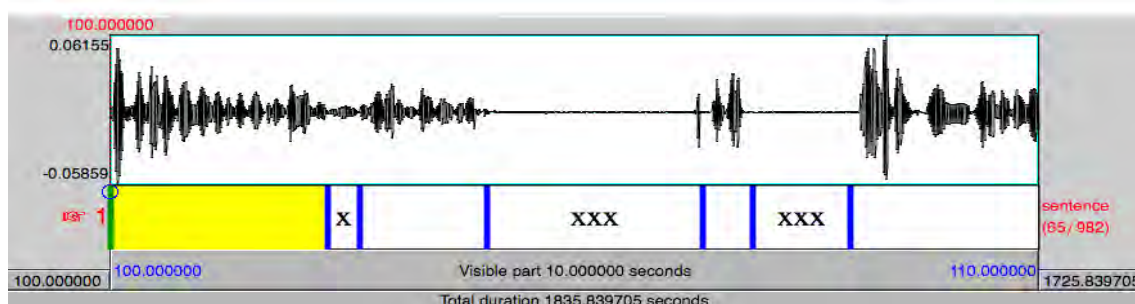 100.000000
0.06155
-0.05859
☞ 1 x xxx xxx sentence
(65/982)
100.000000 100.000000 Visible part 10.000000 seconds 110.000000 1725.839705
Total duration 1835.839705 seconds